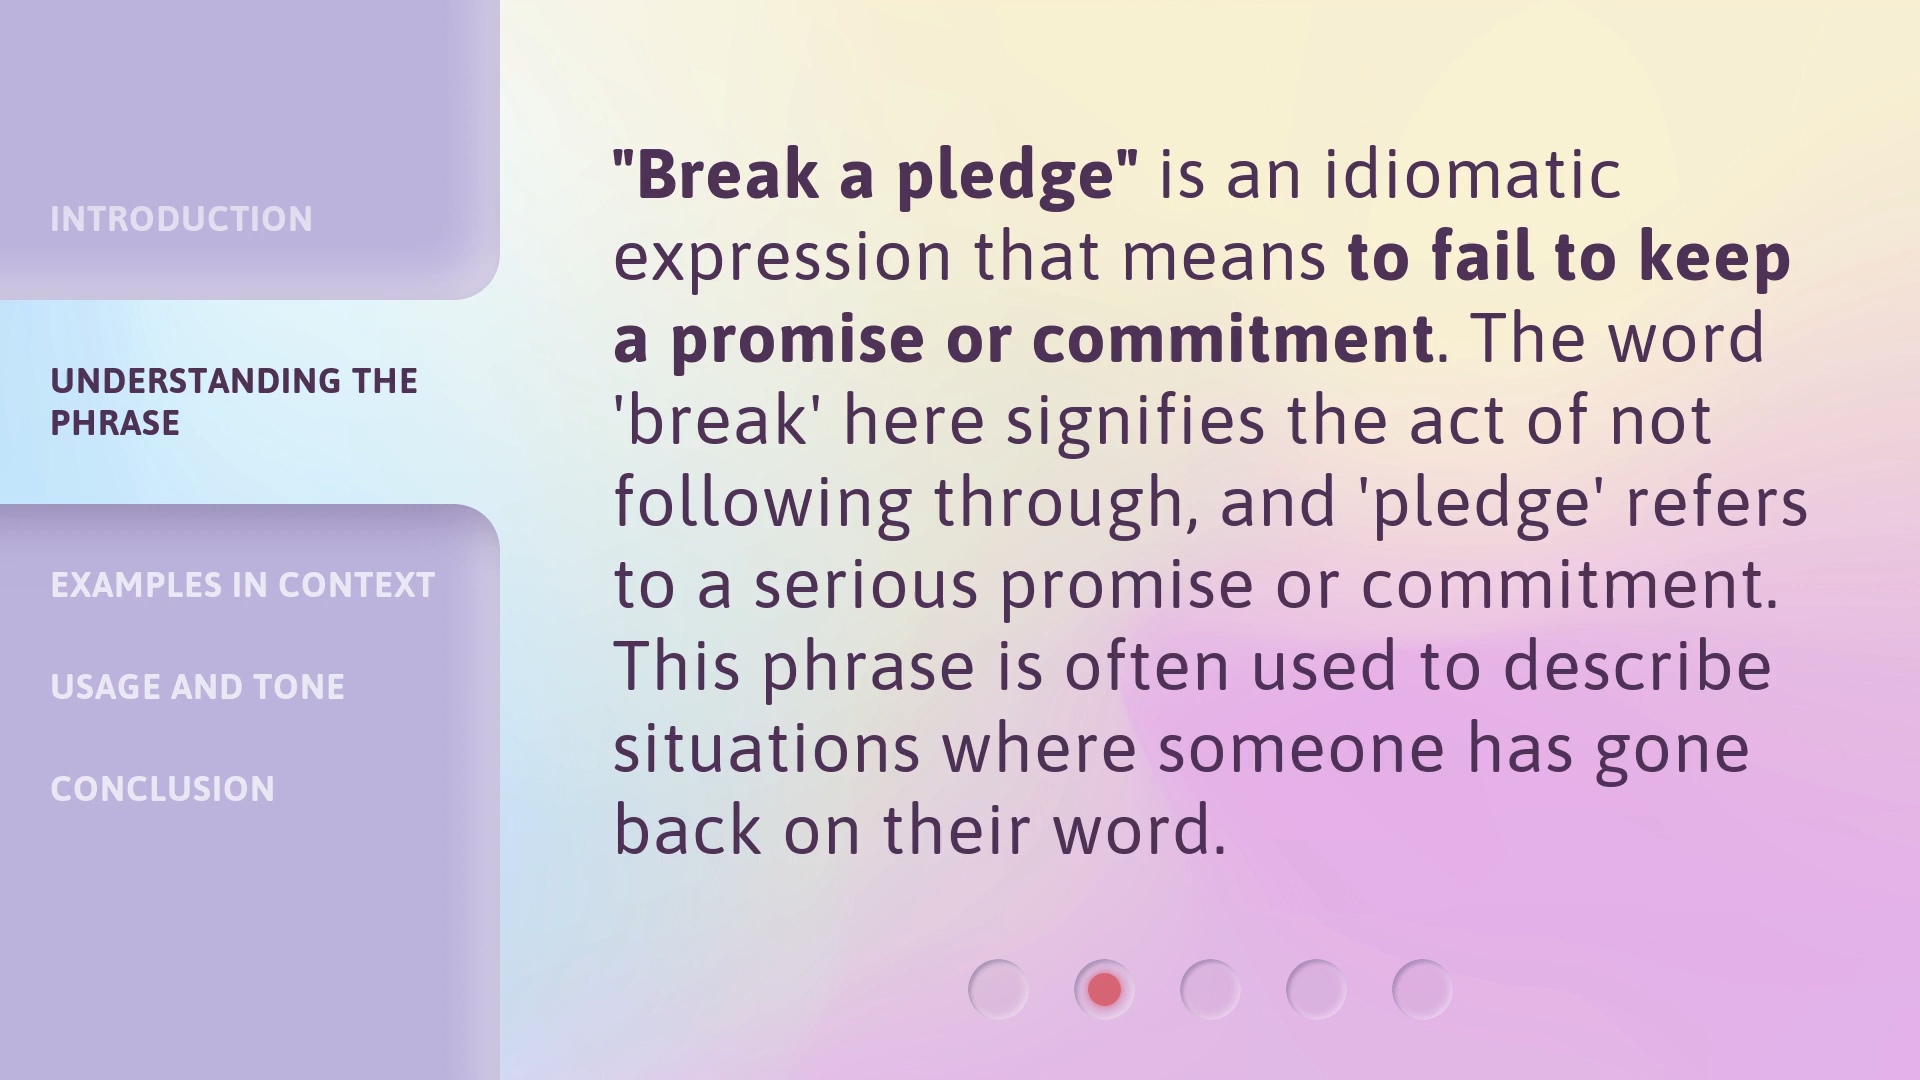 INTRODUCTION
UNDERSTANDING THE
PHRASE
EXAMPLES IN CONTEXT
USAGE AND TONE
CONCLUSION
"Break a pledge" is an idiomatic
expression that means to fail to keep
a promise or commitment. The word
'break' here signifies the act of not
following through, and 'pledge' refers
to a serious promise or commitment.
This phrase is often used to describe
situations where someone has gone
back on their word.